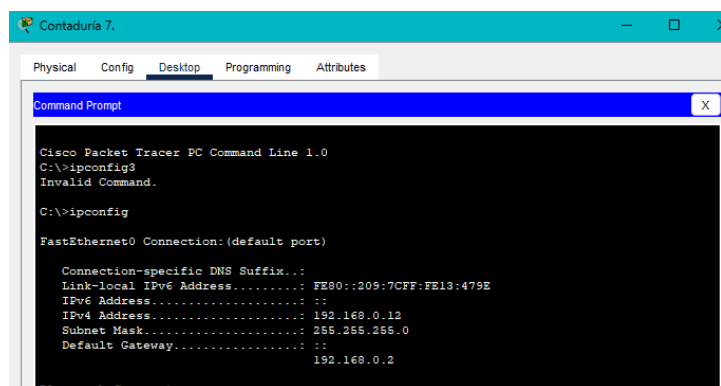 Contaduría 7.
Physical Config Desktop Programming Attributes
Command Prompt
X
Cisco Packet Tracer PC Command Line 1.0
C:\>ipconfig3
Invalid Command.
C:\>ipconfig
FastEthernet0 Connection:(default port)
Connection-specific DNS Suffix..:
Link-local IPv6 Address.........: FE80::209:7CFF:FE13:479E
IPv6 Address....................: ::
IPv4 Address....................: 192.168.0.12
Subnet Mask.....................: 255.255.255.0
Default Gateway.................: ::
192.168.0.2